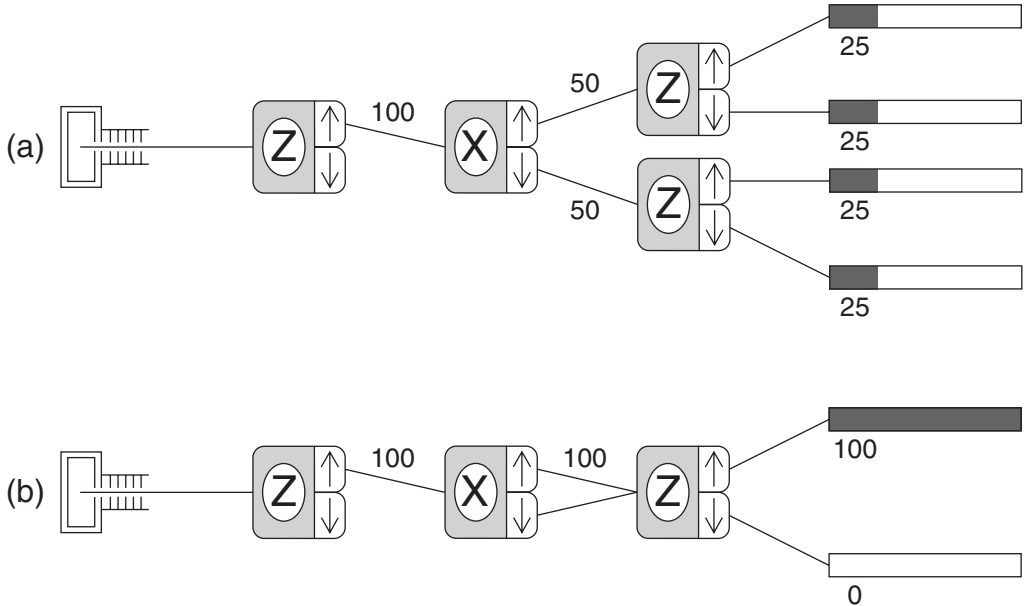 25
50
Z ↑ ↓
25
(a)
Z ↑ ↓
100
X ↑ ↓
25
50
Z ↑ ↓
25
100
(b)
Z ↑ ↓
100
X ↑ ↓
100
Z ↑ ↓
0